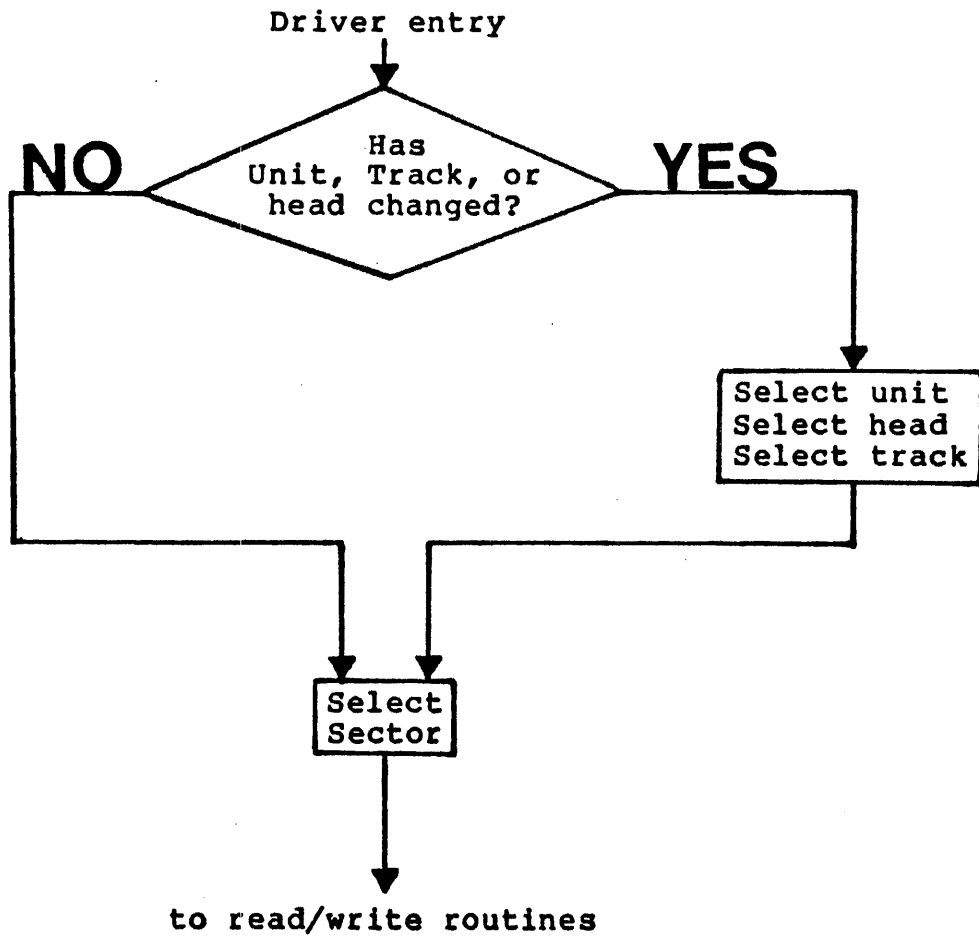 Driver entry
Has
Unit, Track, or
head changed?
NO
YES
Select unit
Select head
Select track
Select
Sector
to read/write routines